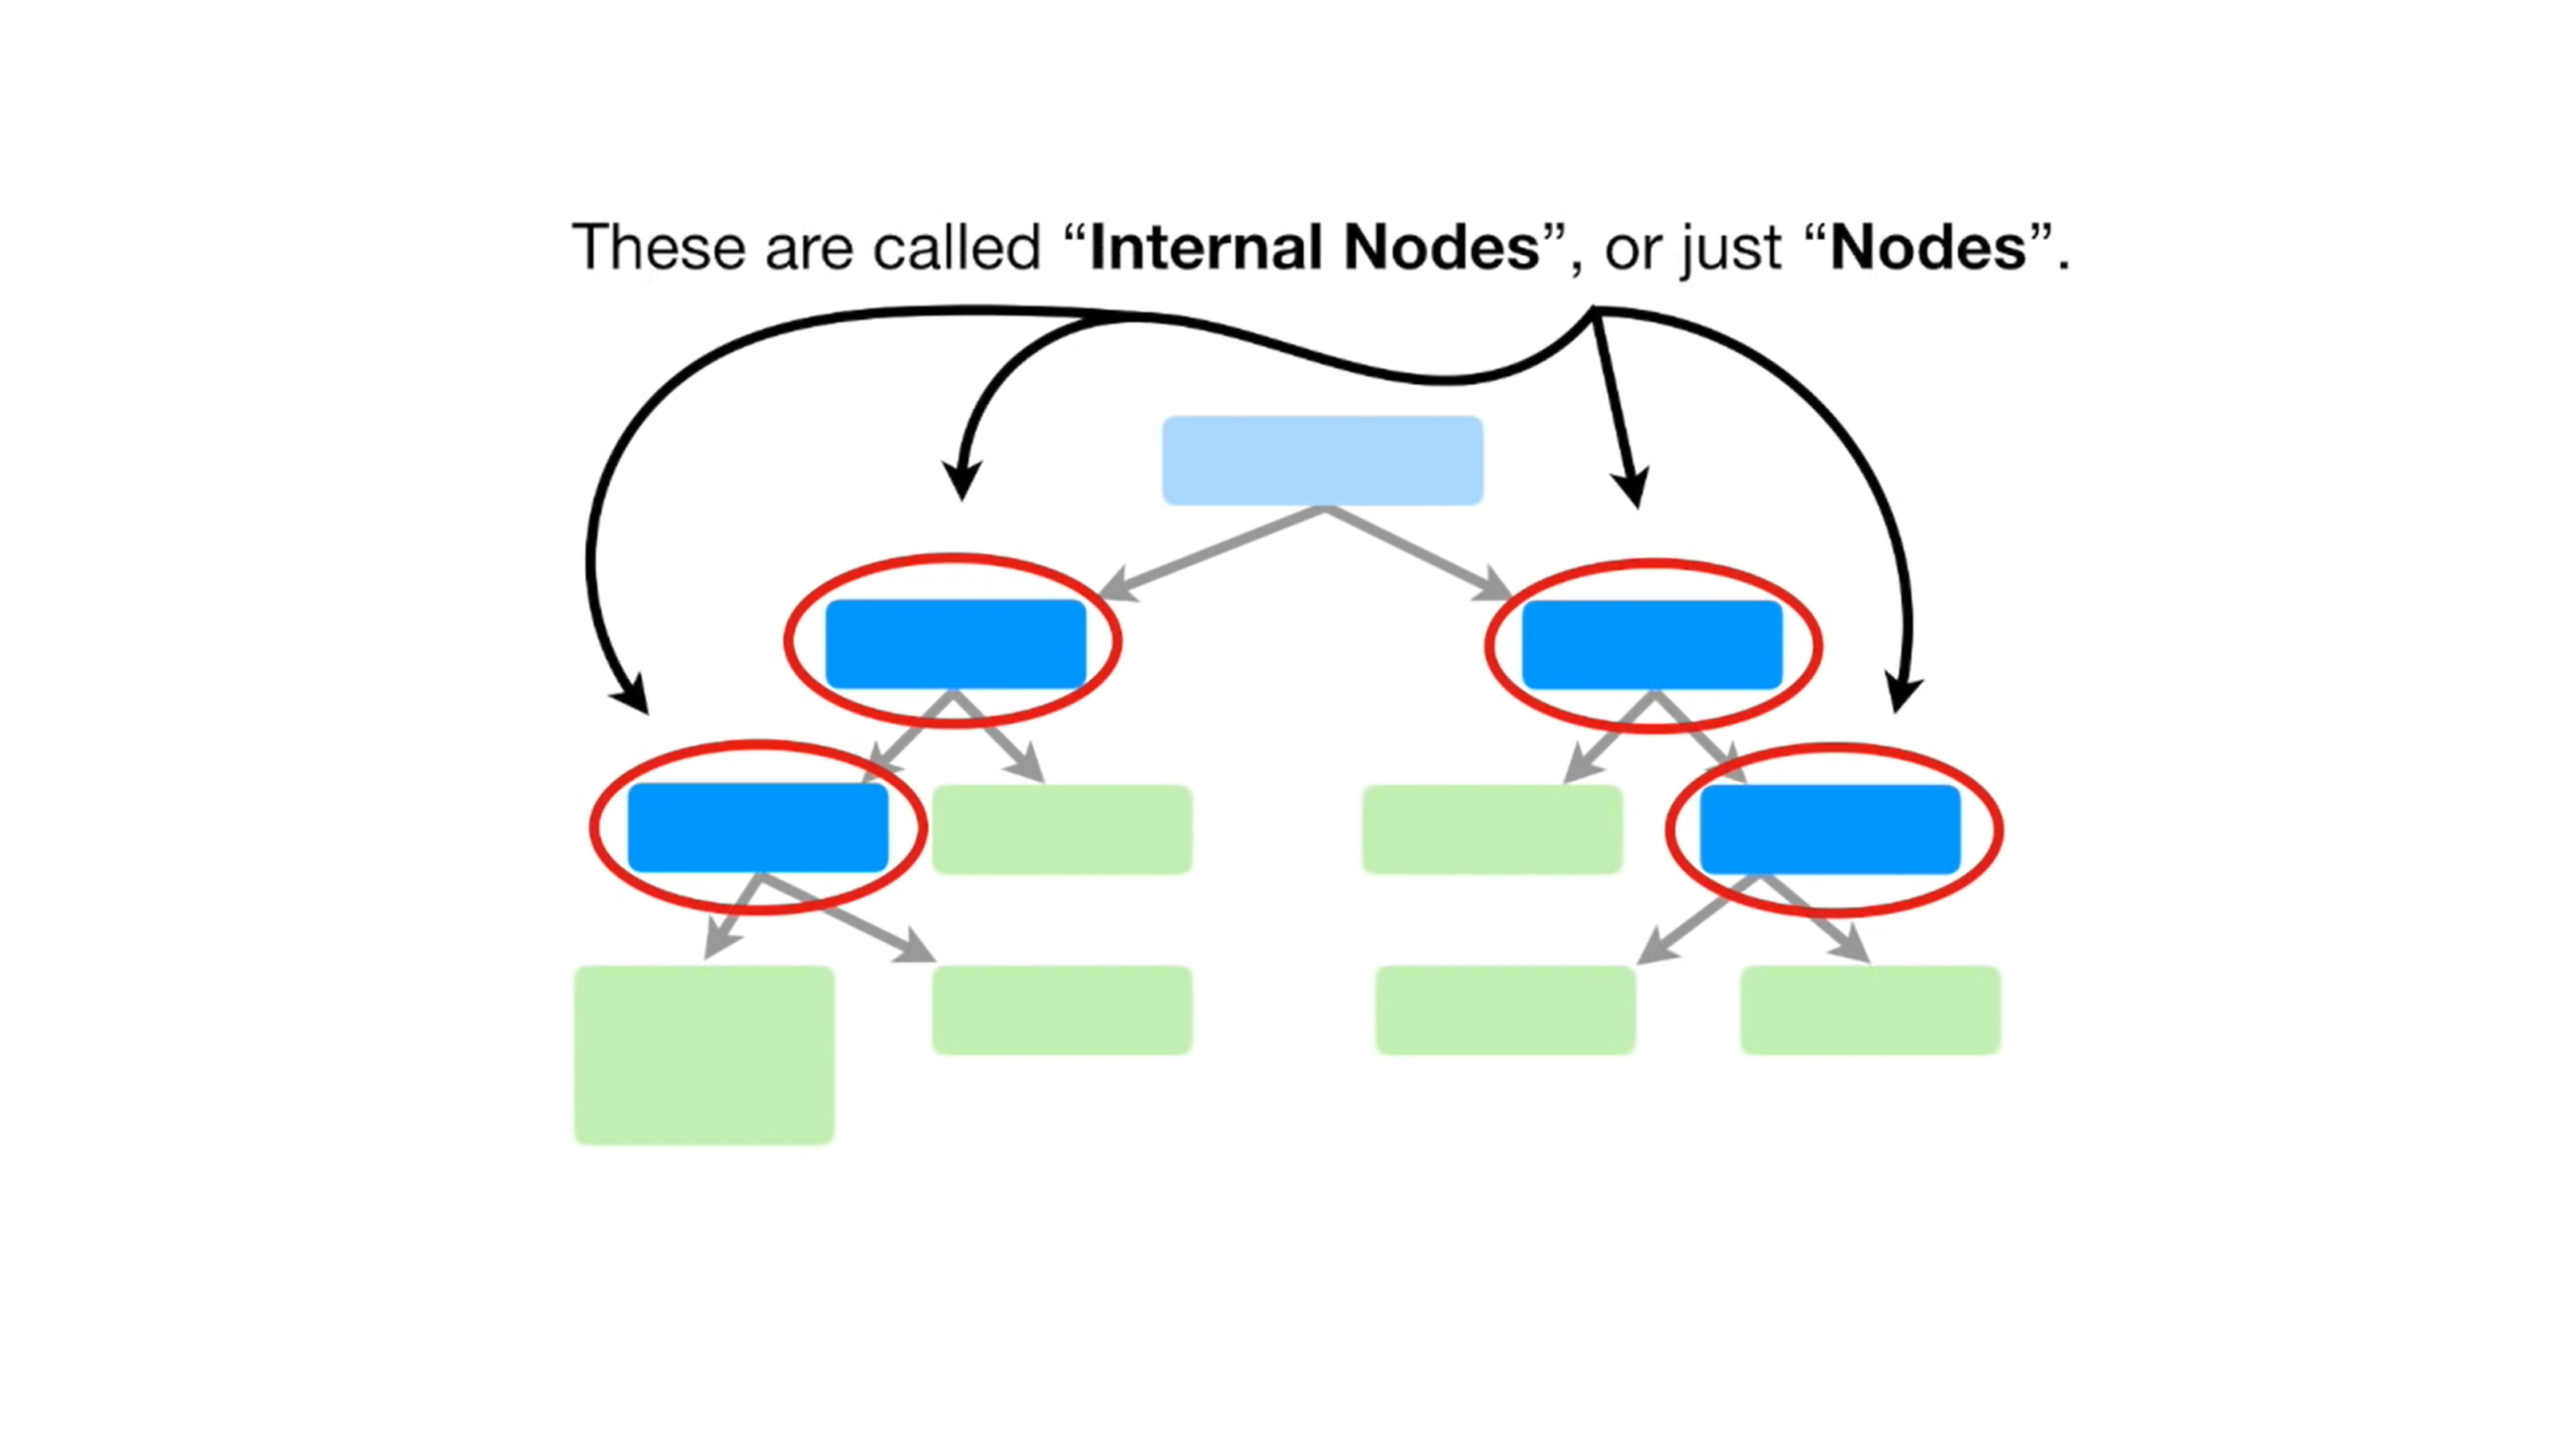 These are called “Internal Nodes”, or just “Nodes”.